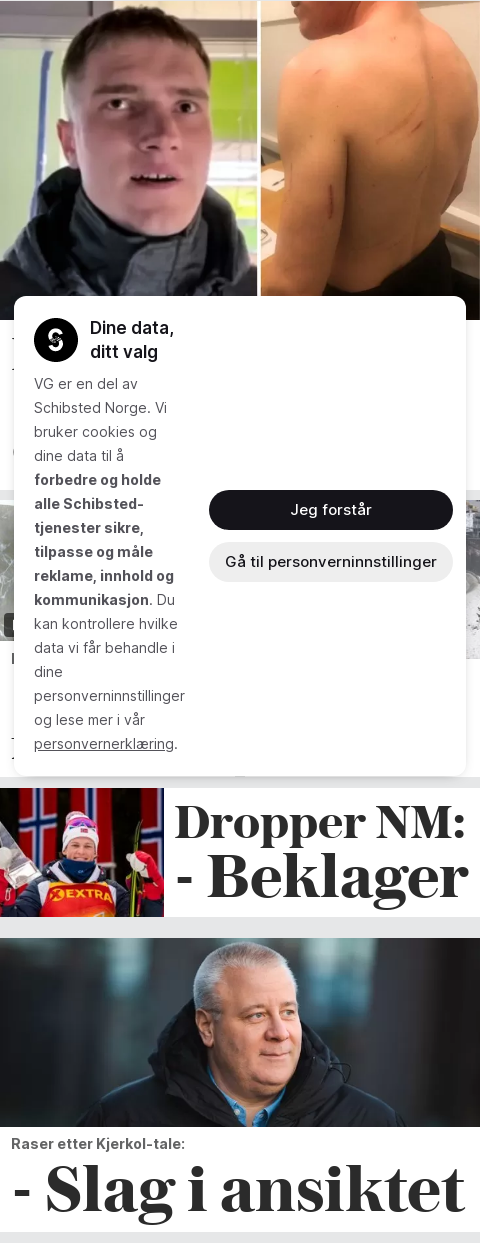 Dine data,
ditt valg
VG er en del av
Schibsted Norge. Vi
bruker cookies og
dine data til å
forbedre og holde
alle Schibsted-
tjenester sikre,
tilpasse og måle
reklame, innhold og
kommunikasjon. Du
kan kontrollere hvilke
data vi får behandle i
dine
personverninnstillinger
og lese mer i vår
personvernerklæring.
Jeg forstår
Gå til personverninnstillinger
EXTRA
Dropper NM:
- Beklager
Raser etter Kjerkol-tale:
- Slag i ansiktet